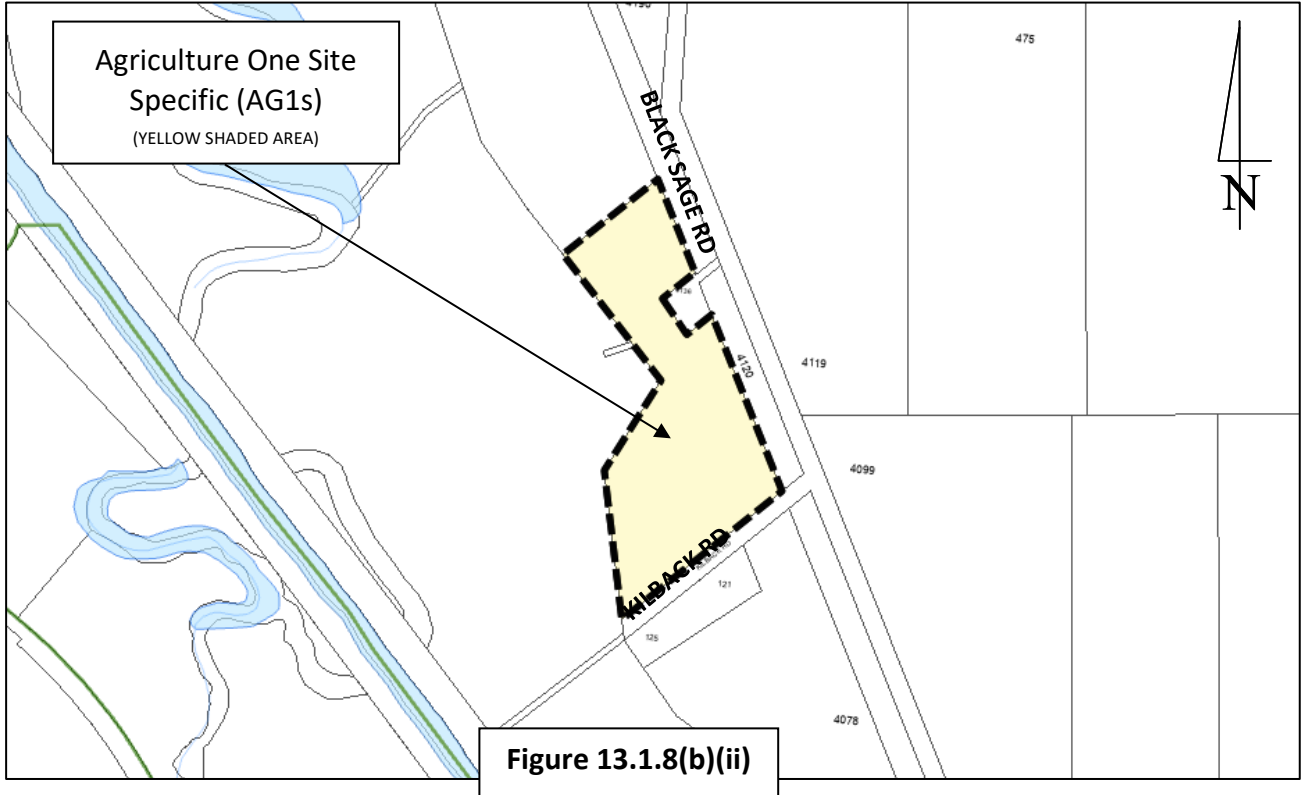 475
Agriculture One Site
Specific (AG1s)
(YELLOW SHADED AREA)
BLACK SAGE RD
N
4120
4119
4099
KILBACK RD
121
125
4078
Figure 13.1.8(b)(ii)